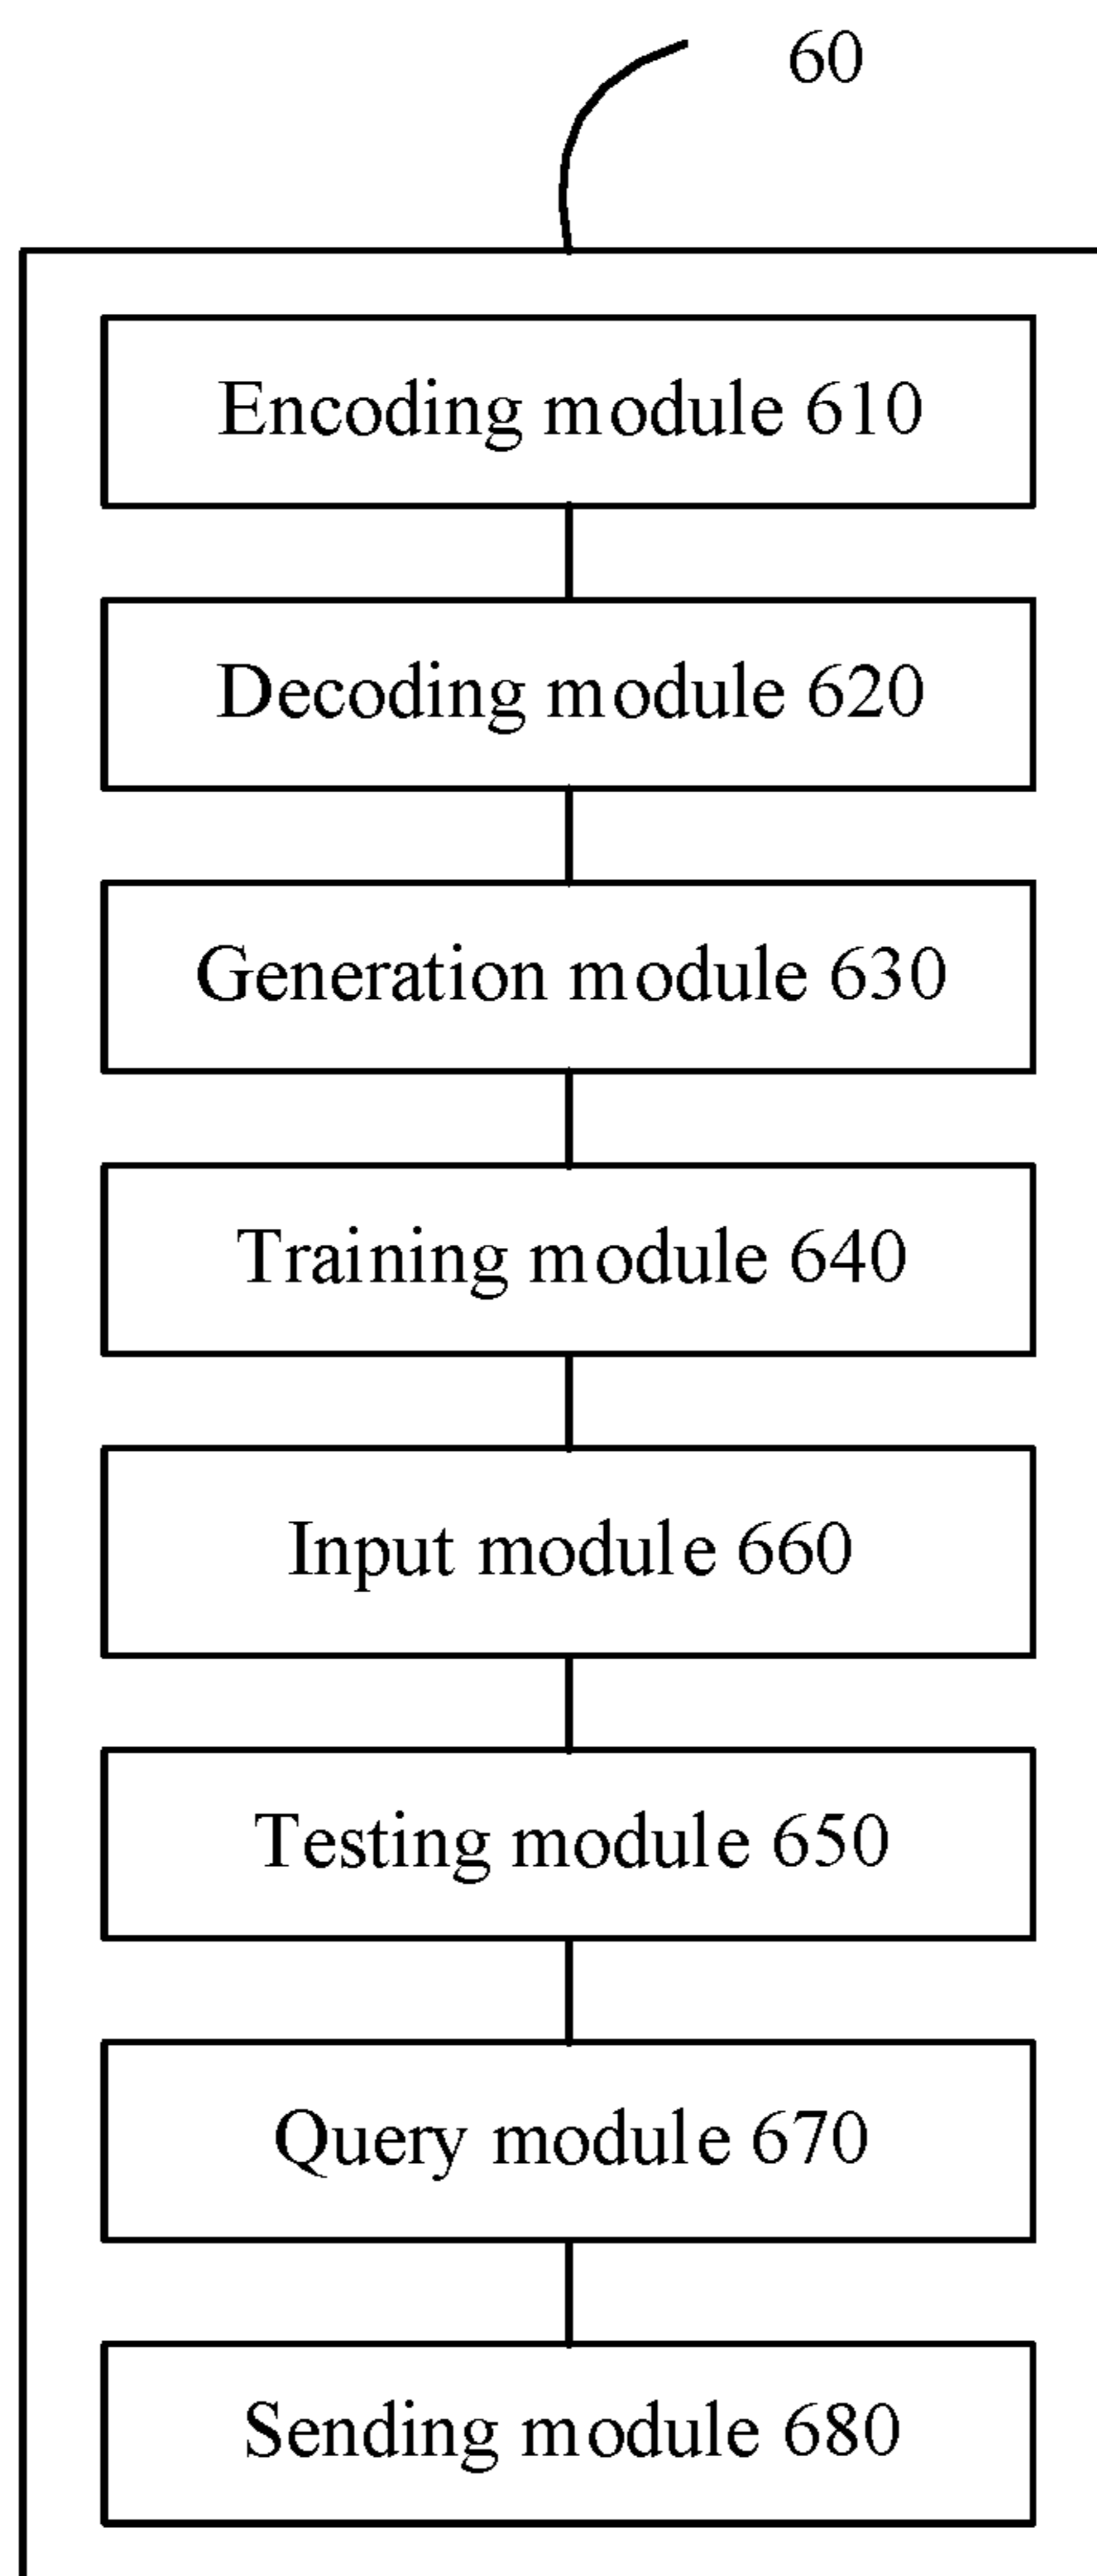 60
Encoding module 610
Decoding module 620
Generation module 630
Training module 640
Input module 660
Testing module 650
Query module 670
Sending module 680